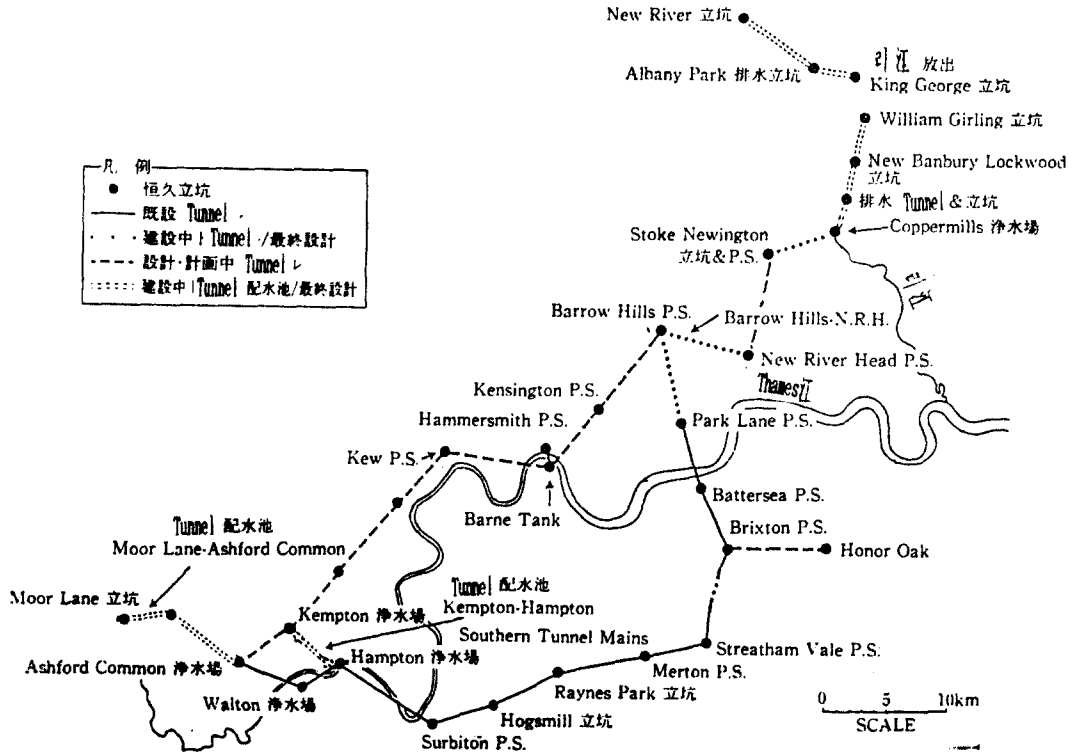 New River 立坑
Albany Park 排水立坑
리江 放出
King George 立坑
William Girling 立坑
New Banbury Lockwood
立坑
排水 Tunnel & 立坑
Coppermills 浄水場
凡 例
恒久立坑
既設 Tunnel
建設中 Tunnel /最終設計
設計·計画中 Tunnel
建設中 Tunnel 配水池/最終設計
Stoke Newington
立坑&P.S.
리江
Barrow Hills P.S.
Barrow Hills-N.R.H.
New River Head P.S.
Thames江
Kensington P.S.
Hammersmith P.S.
Park Lane P.S.
Kew P.S.
Barne Tank
Battersea P.S.
Brixton P.S.
Honor Oak
Tunnel 配水池
Moor Lane-Ashford Common
Tunnel 配水池
Kempton-Hampton
Moor Lane 立坑
Kempton 浄水場
Southern Tunnel Mains
Hampton 浄水場
Streatham Vale P.S.
Ashford Common 浄水場
Merton P.S.
Walton 浄水場
Raynes Park 立坑
Hogsmill 立坑
Surbiton P.S.
0 5 10km
SCALE